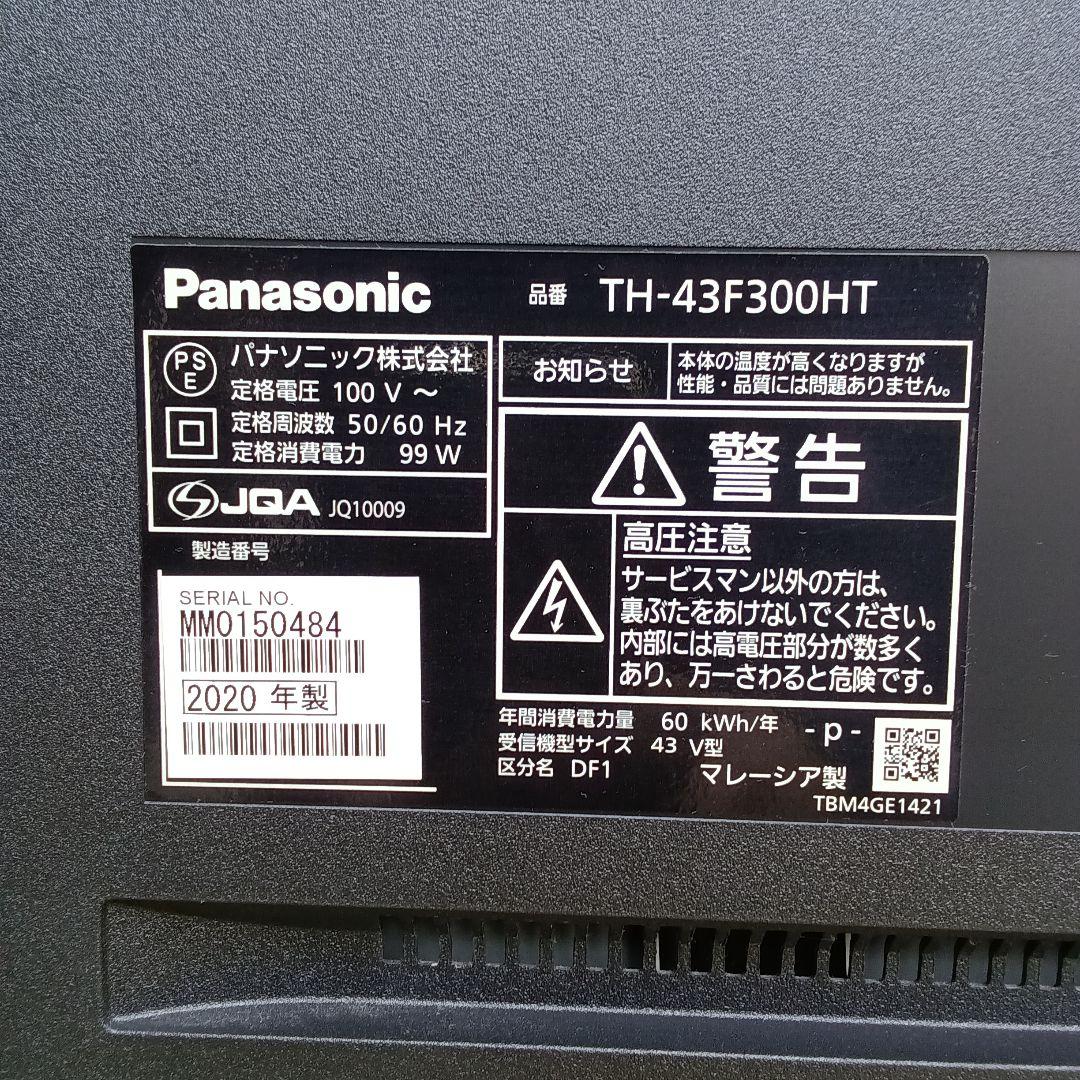 Panasonic
品番 TH-43F300HT
PS
E
パナソニック株式会社
定格電圧 100 V ～
定格周波数 50/60 Hz
定格消費電力 99 W
JQA JQ10009
製造番号
SERIAL NO.
MM0150484
2020 年製
お知らせ
本体の温度が高くなりますが
性能・品質には問題ありません。
警告
高圧注意
サービスマン以外の方は、
裏ぶたをあけないでください。
内部には高電圧部分が数多く
あり、万一さわると危険です。
年間消費電力量 60 kWh/年
受信機型サイズ 43 V型
区分名 DF1
- p -
マレーシア製
TBM4GE1421